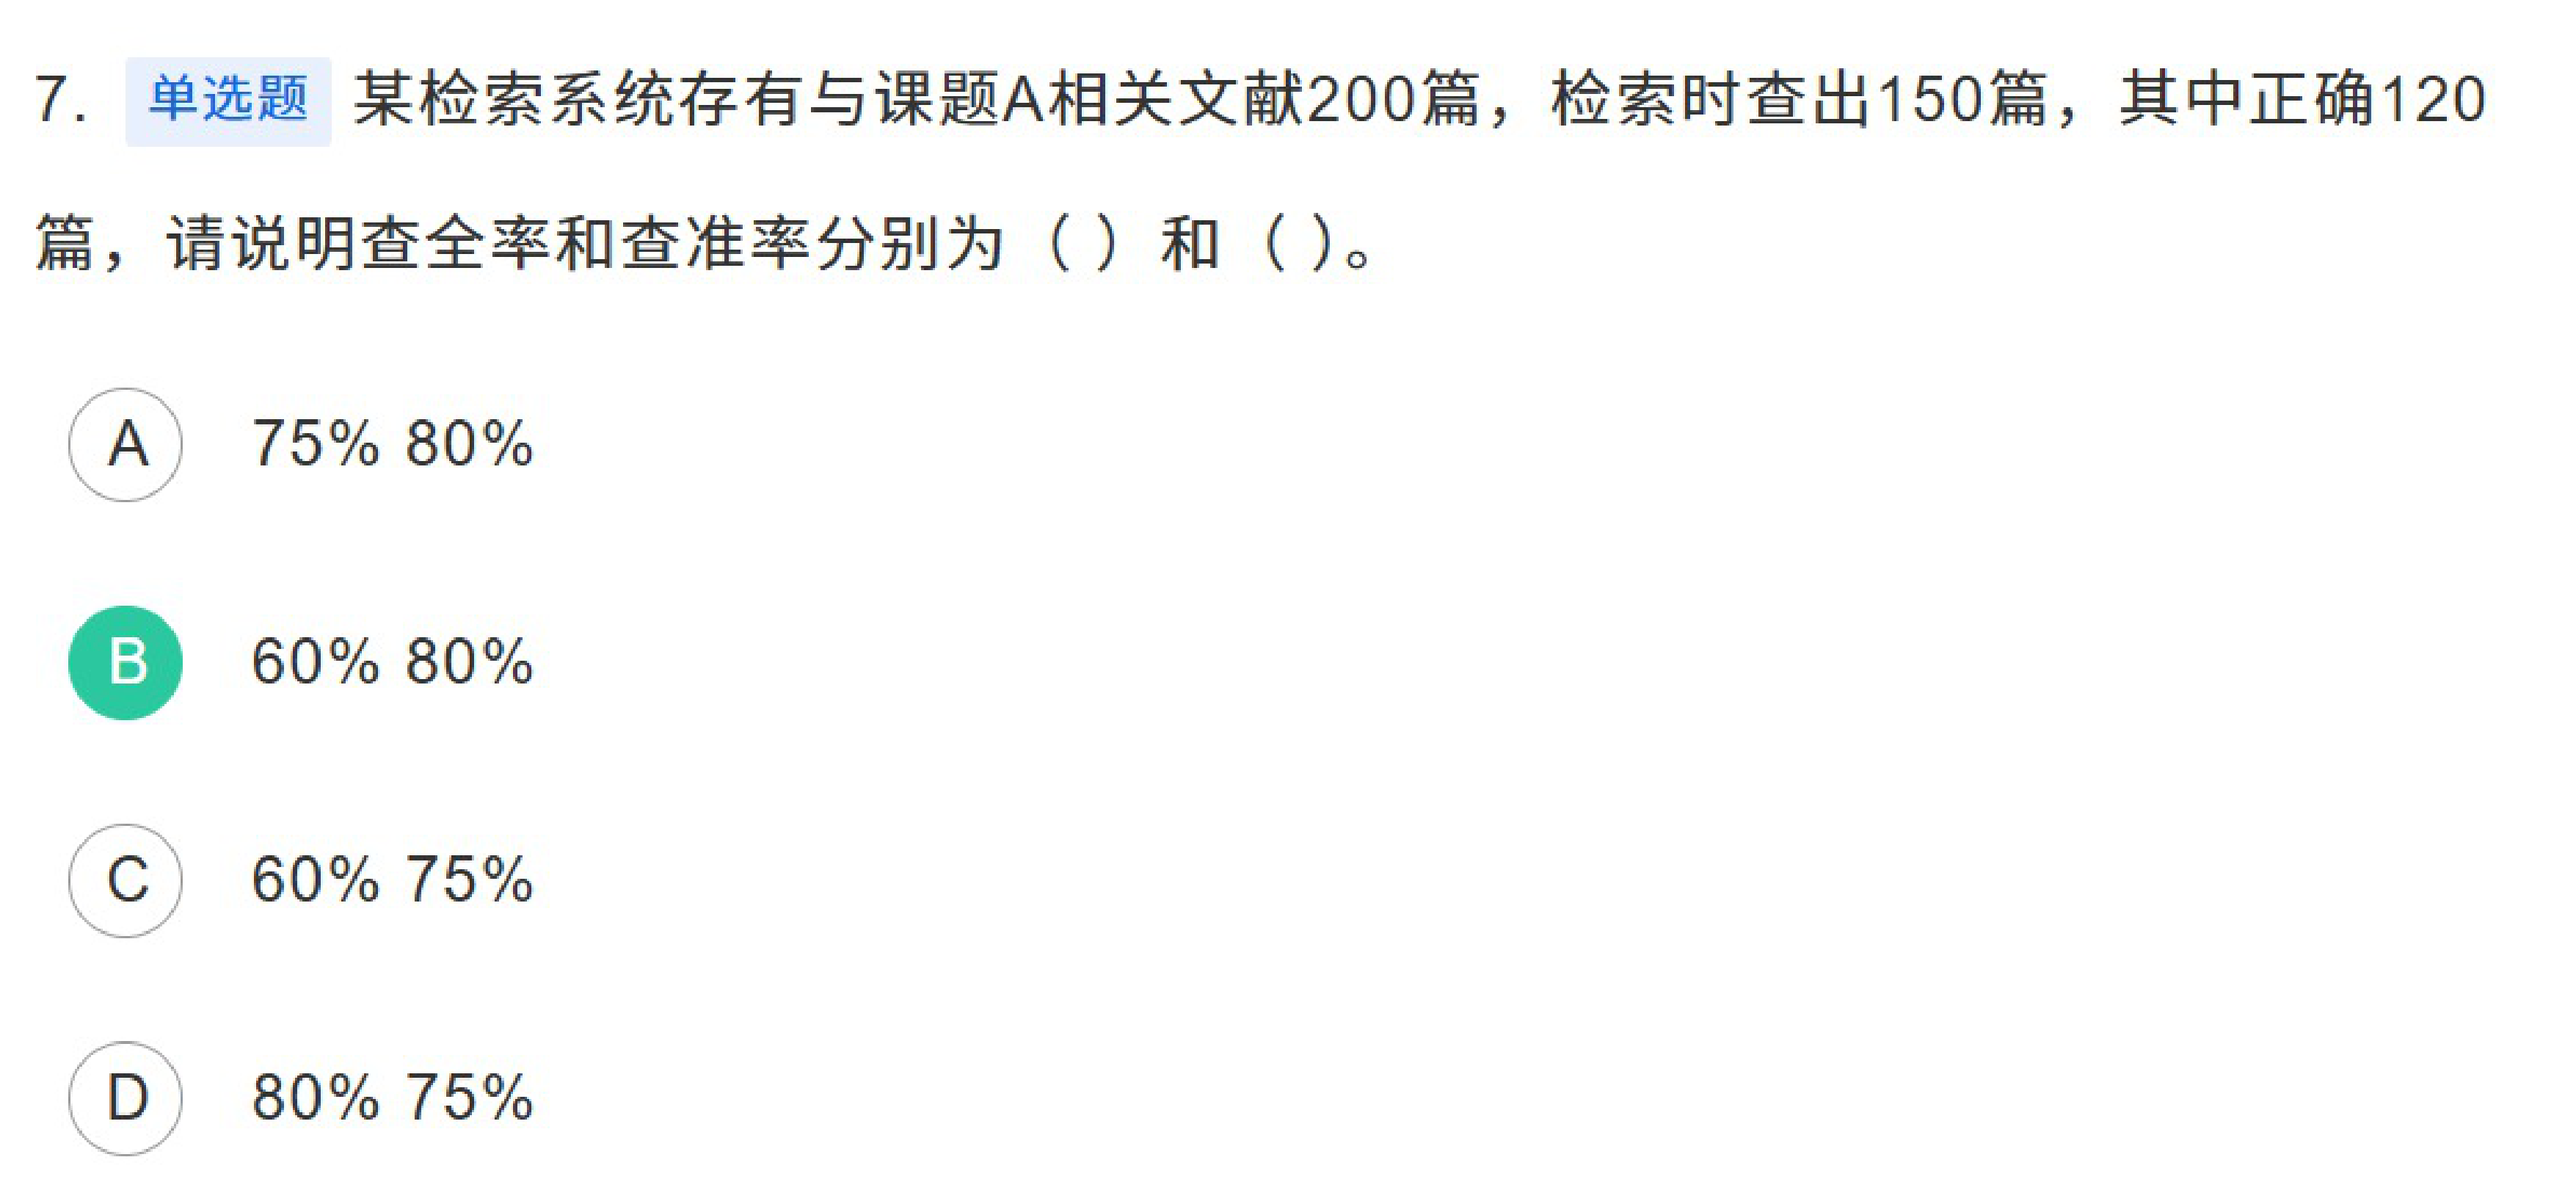 7. 单选题 某检索系统存有与课题A相关文献200篇，检索时查出150篇，其中正确120
篇，请说明查全率和查准率分别为（ ）和（ ）。
A 75% 80%
B 60% 80%
C 60% 75%
D 80% 75%